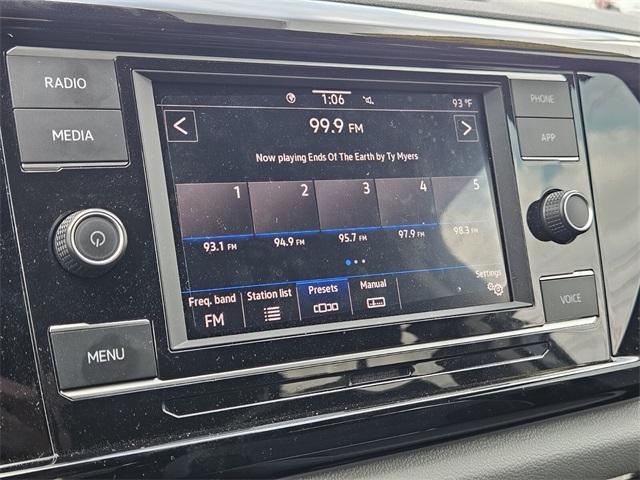 RADIO
MEDIA
MENU
PHONE
APP
VOICE
1:06
93 °F
99.9 FM
Now playing Ends Of The Earth by Ty Myers
1 2 3 4 5
93.1 FM 94.9 FM 95.7 FM 97.9 FM 98.3 FM
Freq. band Station list Presets Manual Settings
FM